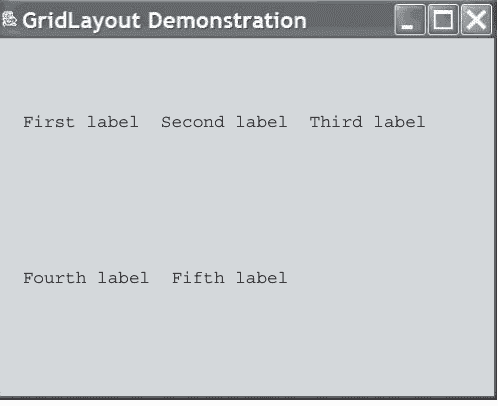 GridLayout Demonstration
First label Second label Third label
Fourth label Fifth label